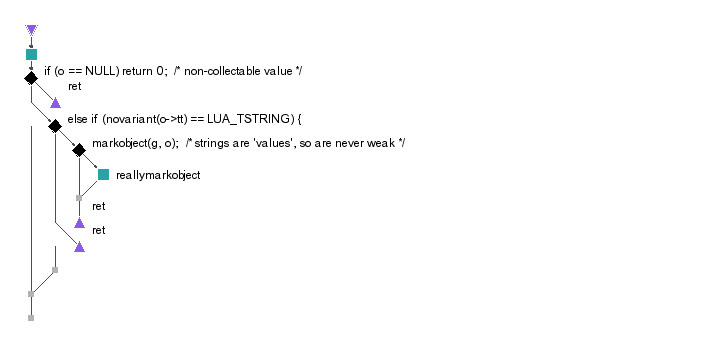 if (o == NULL) return 0;  /* non-collectable value */
ret
else if (novariant(o->tt) == LUA_TSTRING) {
markobject(g, o);  /* strings are 'values', so are never weak */
reallymarkobject
ret
ret